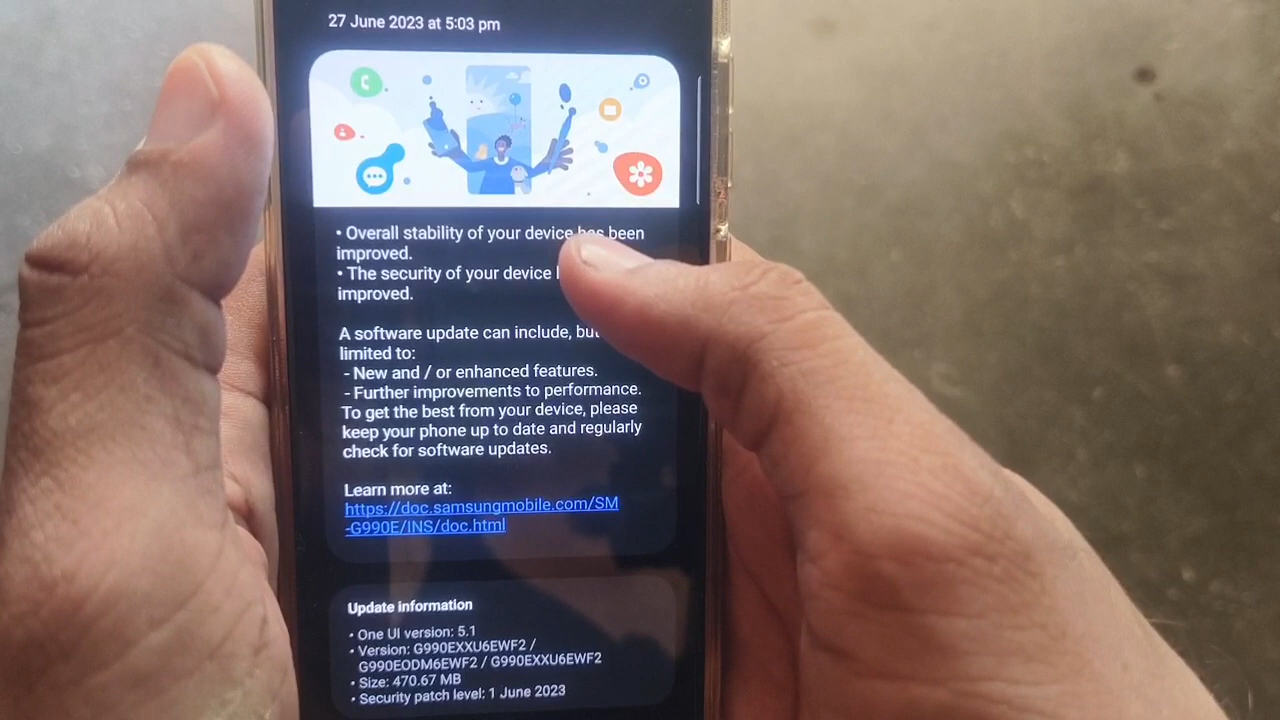 27 June 2023 at 5:03 pm
• Overall stability of your device has been
improved.
• The security of your device
improved.
A software update can include, but
limited to:
- New and / or enhanced features.
- Further improvements to performance.
To get the best from your device, please
keep your phone up to date and regularly
check for software updates.
Learn more at:
https://doc.samsungmobile.com/SM
-G990E/INS/doc.html
Update information
• One UI version: 5.1
• Version: G990EXXU6EWF2 /
G990EODM6EWF2 / G990EXXU6EWF2
• Size: 470.67 MB
• Security patch level: 1 June 2023